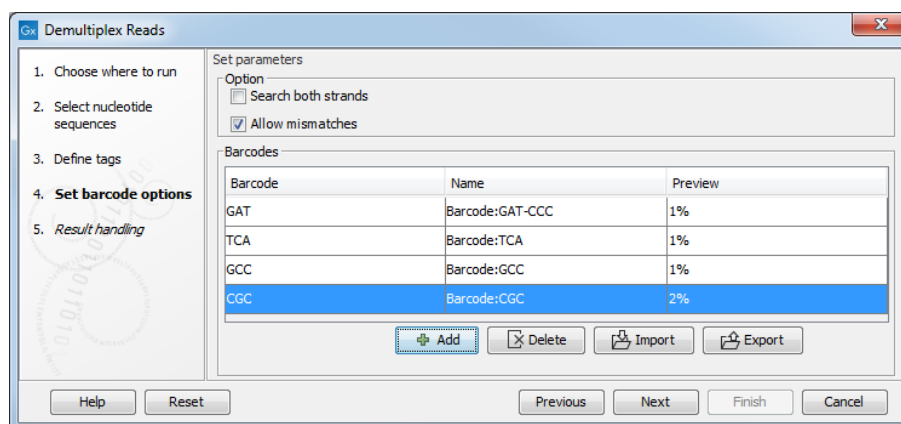 Gx Demultiplex Reads
1. Choose where to run
2. Select nucleotide
sequences
3. Define tags
4. Set barcode options
5. Result handling
Set parameters
Option
Search both strands
Allow mismatches
Barcodes
Barcode Name Preview
GAT Barcode:GAT-CCC 1%
TCA Barcode:TCA 1%
GCC Barcode:GCC 1%
CGC Barcode:CGC 2%
Add Delete Import Export
Help Reset Previous Next Finish Cancel